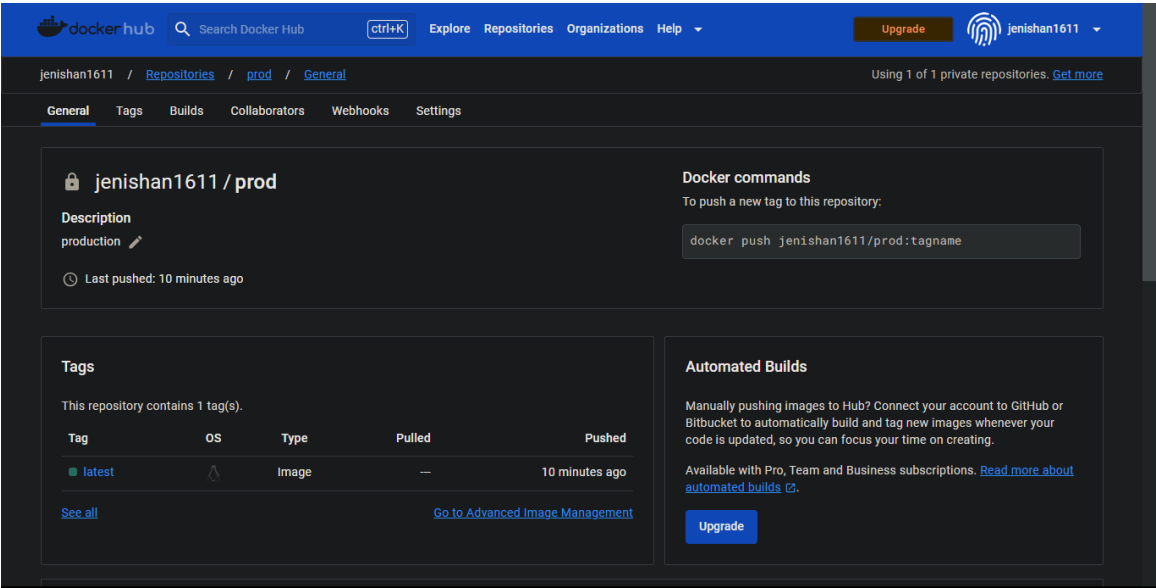 dockerhub Search Docker Hub ctrl+K Explore Repositories Organizations Help Upgrade jenishan1611
jenishan1611 / Repositories / prod / General Using 1 of 1 private repositories. Get more
General Tags Builds Collaborators Webhooks Settings
jenishan1611 / prod
Description
production
Last pushed: 10 minutes ago
Docker commands
To push a new tag to this repository:
docker push jenishan1611/prod:tagname
Tags
This repository contains 1 tag(s).
Tag OS Type Pulled Pushed
latest Image --- 10 minutes ago
See all Go to Advanced Image Management
Automated Builds
Manually pushing images to Hub? Connect your account to GitHub or
Bitbucket to automatically build and tag new images whenever your
code is updated, so you can focus your time on creating.
Available with Pro, Team and Business subscriptions. Read more about
automated builds .
Upgrade